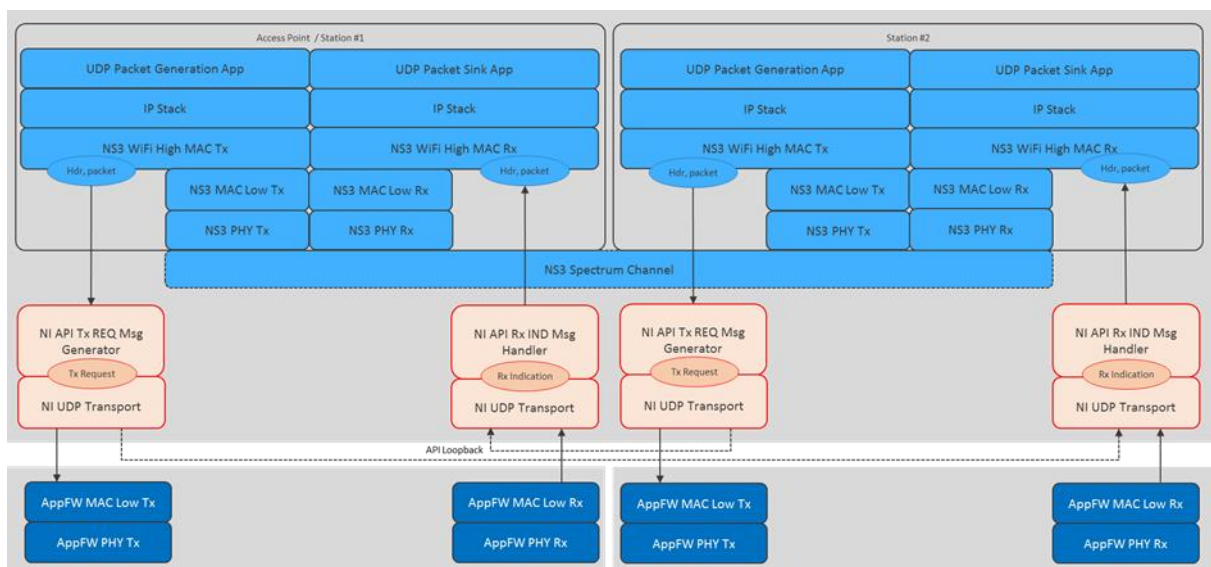 Access Point / Station #1
Station #2
UDP Packet Generation App
UDP Packet Sink App
UDP Packet Generation App
UDP Packet Sink App
IP Stack
IP Stack
IP Stack
IP Stack
NS3 WiFi High MAC Tx
NS3 WiFi High MAC Rx
NS3 WiFi High MAC Tx
NS3 WiFi High MAC Rx
Hdr, packet
Hdr, packet
Hdr, packet
Hdr, packet
NS3 MAC Low Tx
NS3 MAC Low Rx
NS3 MAC Low Tx
NS3 MAC Low Rx
NS3 PHY Tx
NS3 PHY Rx
NS3 PHY Tx
NS3 PHY Rx
NS3 Spectrum Channel
NI API Tx REQ Msg
Generator
NI API Rx IND Msg
Handler
NI API Tx REQ Msg
Generator
NI API Rx IND Msg
Handler
Tx Request
Rx Indication
Tx Request
Rx Indication
NI UDP Transport
NI UDP Transport
NI UDP Transport
NI UDP Transport
API Loopback
AppFW MAC Low Tx
AppFW MAC Low Rx
AppFW MAC Low Tx
AppFW MAC Low Rx
AppFW PHY Tx
AppFW PHY Rx
AppFW PHY Tx
AppFW PHY Rx